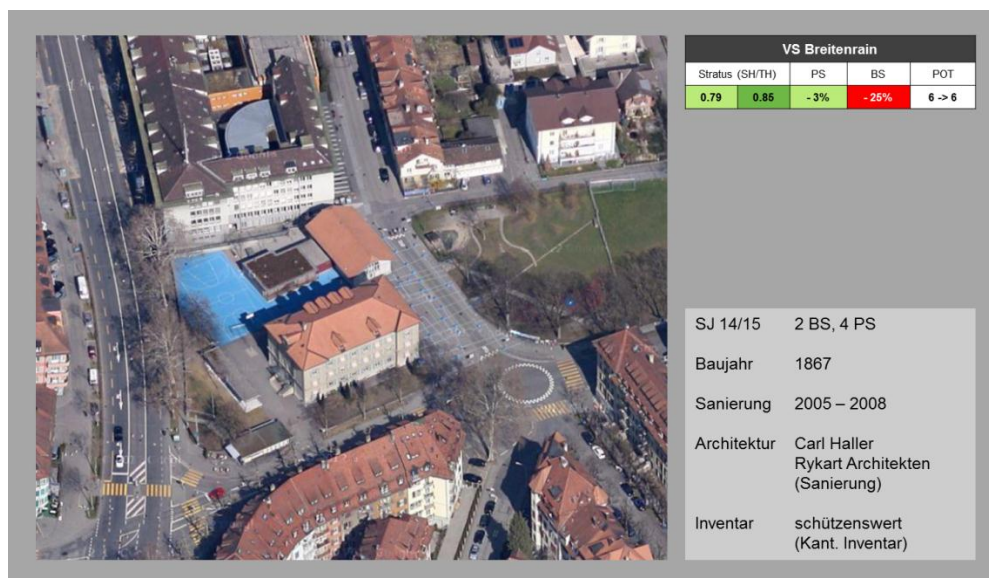 VS Breitenrain
Stratus (SH/TH) PS BS POT
0.79 0.85 - 3% - 25% 6 -> 6
SJ 14/15 2 BS, 4 PS
Baujahr 1867
Sanierung 2005 – 2008
Architektur Carl Haller
Rykart Architekten
(Sanierung)
Inventar schützenswert
(Kant. Inventar)